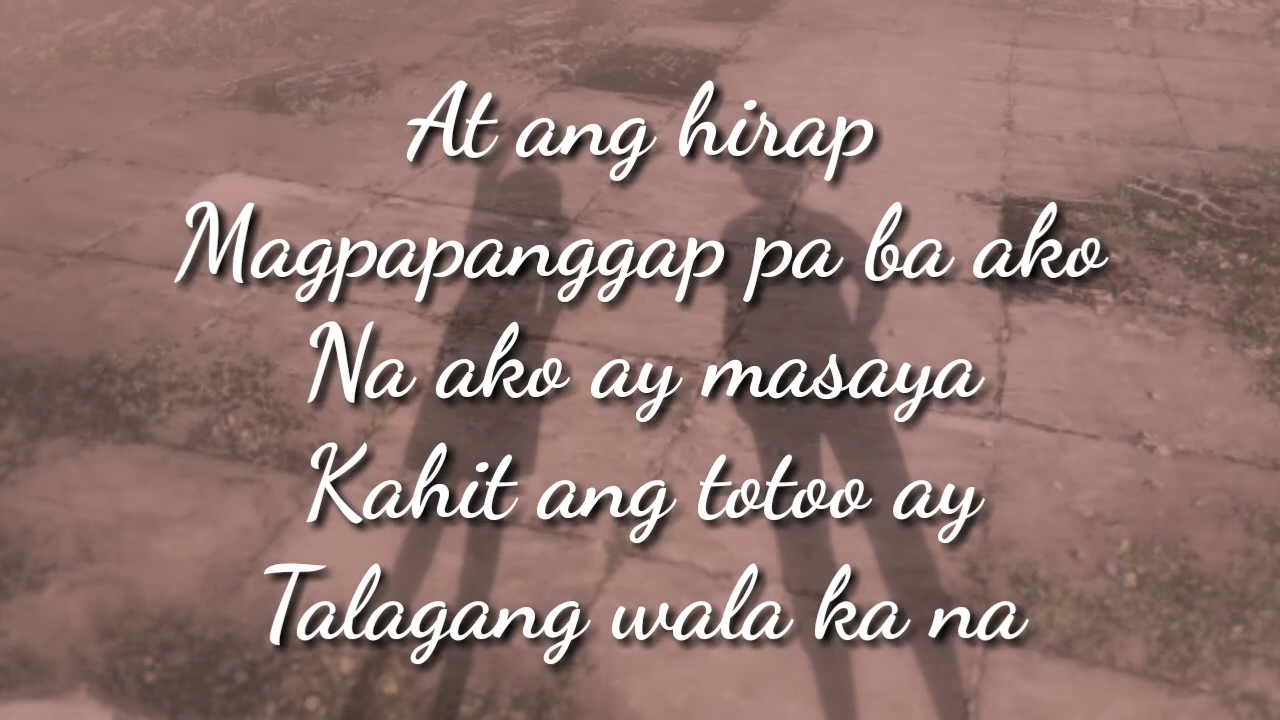 At ang hirap
Magpapanggap pa ba ako
Na ako ay masaya
Kahit ang totoo ay
Talagang wala ka na